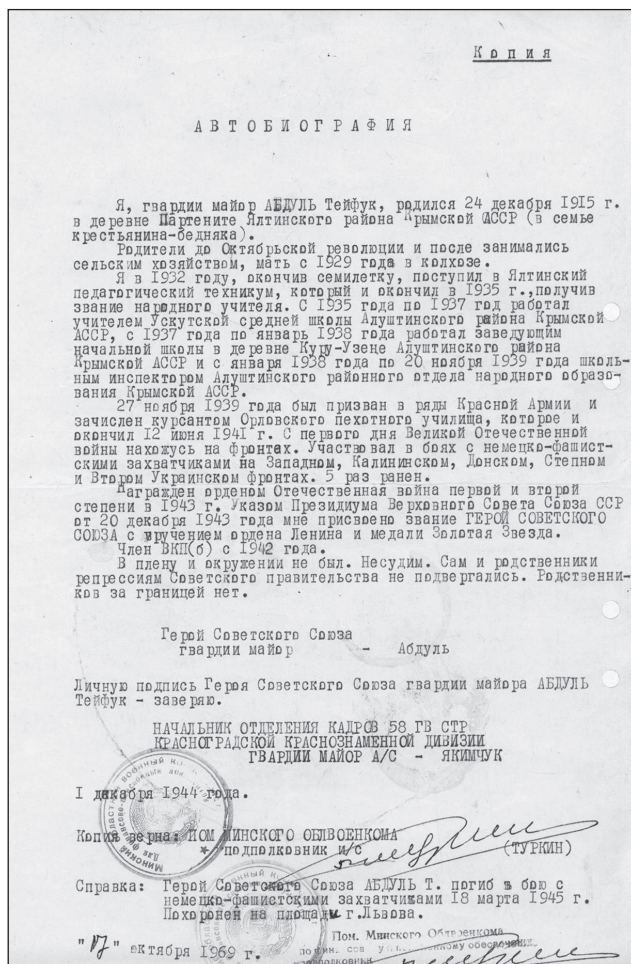 Копия
АВТОБИОГРАФИЯ
Я, гвардии майор АБДУЛЬ Тейфук, родился 24 декабря 1915 г.
в деревне Партените Ялтинского района Крымской АССР (в семье
крестьянина-бедняка).
Родители до Октябрьской революции и после занимались
сельским хозяйством, мать с 1929 года в колхозе.
Я в 1932 году, окончив семилетку, поступил в Ялтинский
педагогический техникум, который и окончил в 1935 г.,получив
звание народного учителя. С 1935 года по 1937 год работал
учителем Ускутской средней школы Алуштинского района Крымской
АССР, с 1937 года по январь 1938 года работал заведующим
начальной школы в деревне Куру-Узене Алуштинского района
Крымской АССР и с января 1938 года по 20 ноября 1939 года школь-
ным инспектором Алуштинского районного отдела народного образо-
вания Крымской АССР.
27 ноября 1939 года был призван в ряды Красной Армии и
зачислен курсантом Орловского пехотного училища, которое и
окончил 12 июня 1941 г. С первого дня Великой Отечественной
войны нахожусь на фронтах. Участвовал в боях с немецко-фашист-
скими захватчиками на Западном, Калининском, Донском, Степном
и Втором Украинском фронтах. 5 раз ранен.
Награжден орденом Отечественная война первой и второй
степени в 1943 г. Указом Президиума Верховного Совета Союза ССР
от 20 декабря 1943 года мне присвоено звание ГЕРОЙ СОВЕТСКОГО
СОЮЗА с вручением ордена Ленина и медали Золотая Звезда.
Член ВКП(б) с 1942 года.
В плену и окружении не был. Несудим. Сам и родственники
репрессиям Советского правительства не подвергались. Родственни-
ков за границей нет.
Герой Советского Союза
гвардии майор - Абдуль
Личную подпись Героя Советского Союза гвардии майора АБДУЛЬ
Тейфук - заверяю.
НАЧАЛЬНИК ОТДЕЛЕНИЯ КАДРОВ 58 ГВ СТР
КРАСНОГРАДСКОЙ КРАСНОЗНАМЕННОЙ ДИВИЗИИ
ГВАРДИИ МАЙОР А/С - ЯКИМЧУК
I декабря 1944 года.
Копия верна: ПОМ МИНСКОГО ОБЛВОЕНКОМА
подполковник и/с (ТУРКИН)
Справка: Герой Советского Союза АБДУЛЬ Т. погиб в бою с
немецко-фашистскими захватчиками 18 марта 1945 г.
Похоронен на площади г.Львова.
Пом. Минского Облвоенкома
"17" октября 1969 г. обеспечению
подполковник